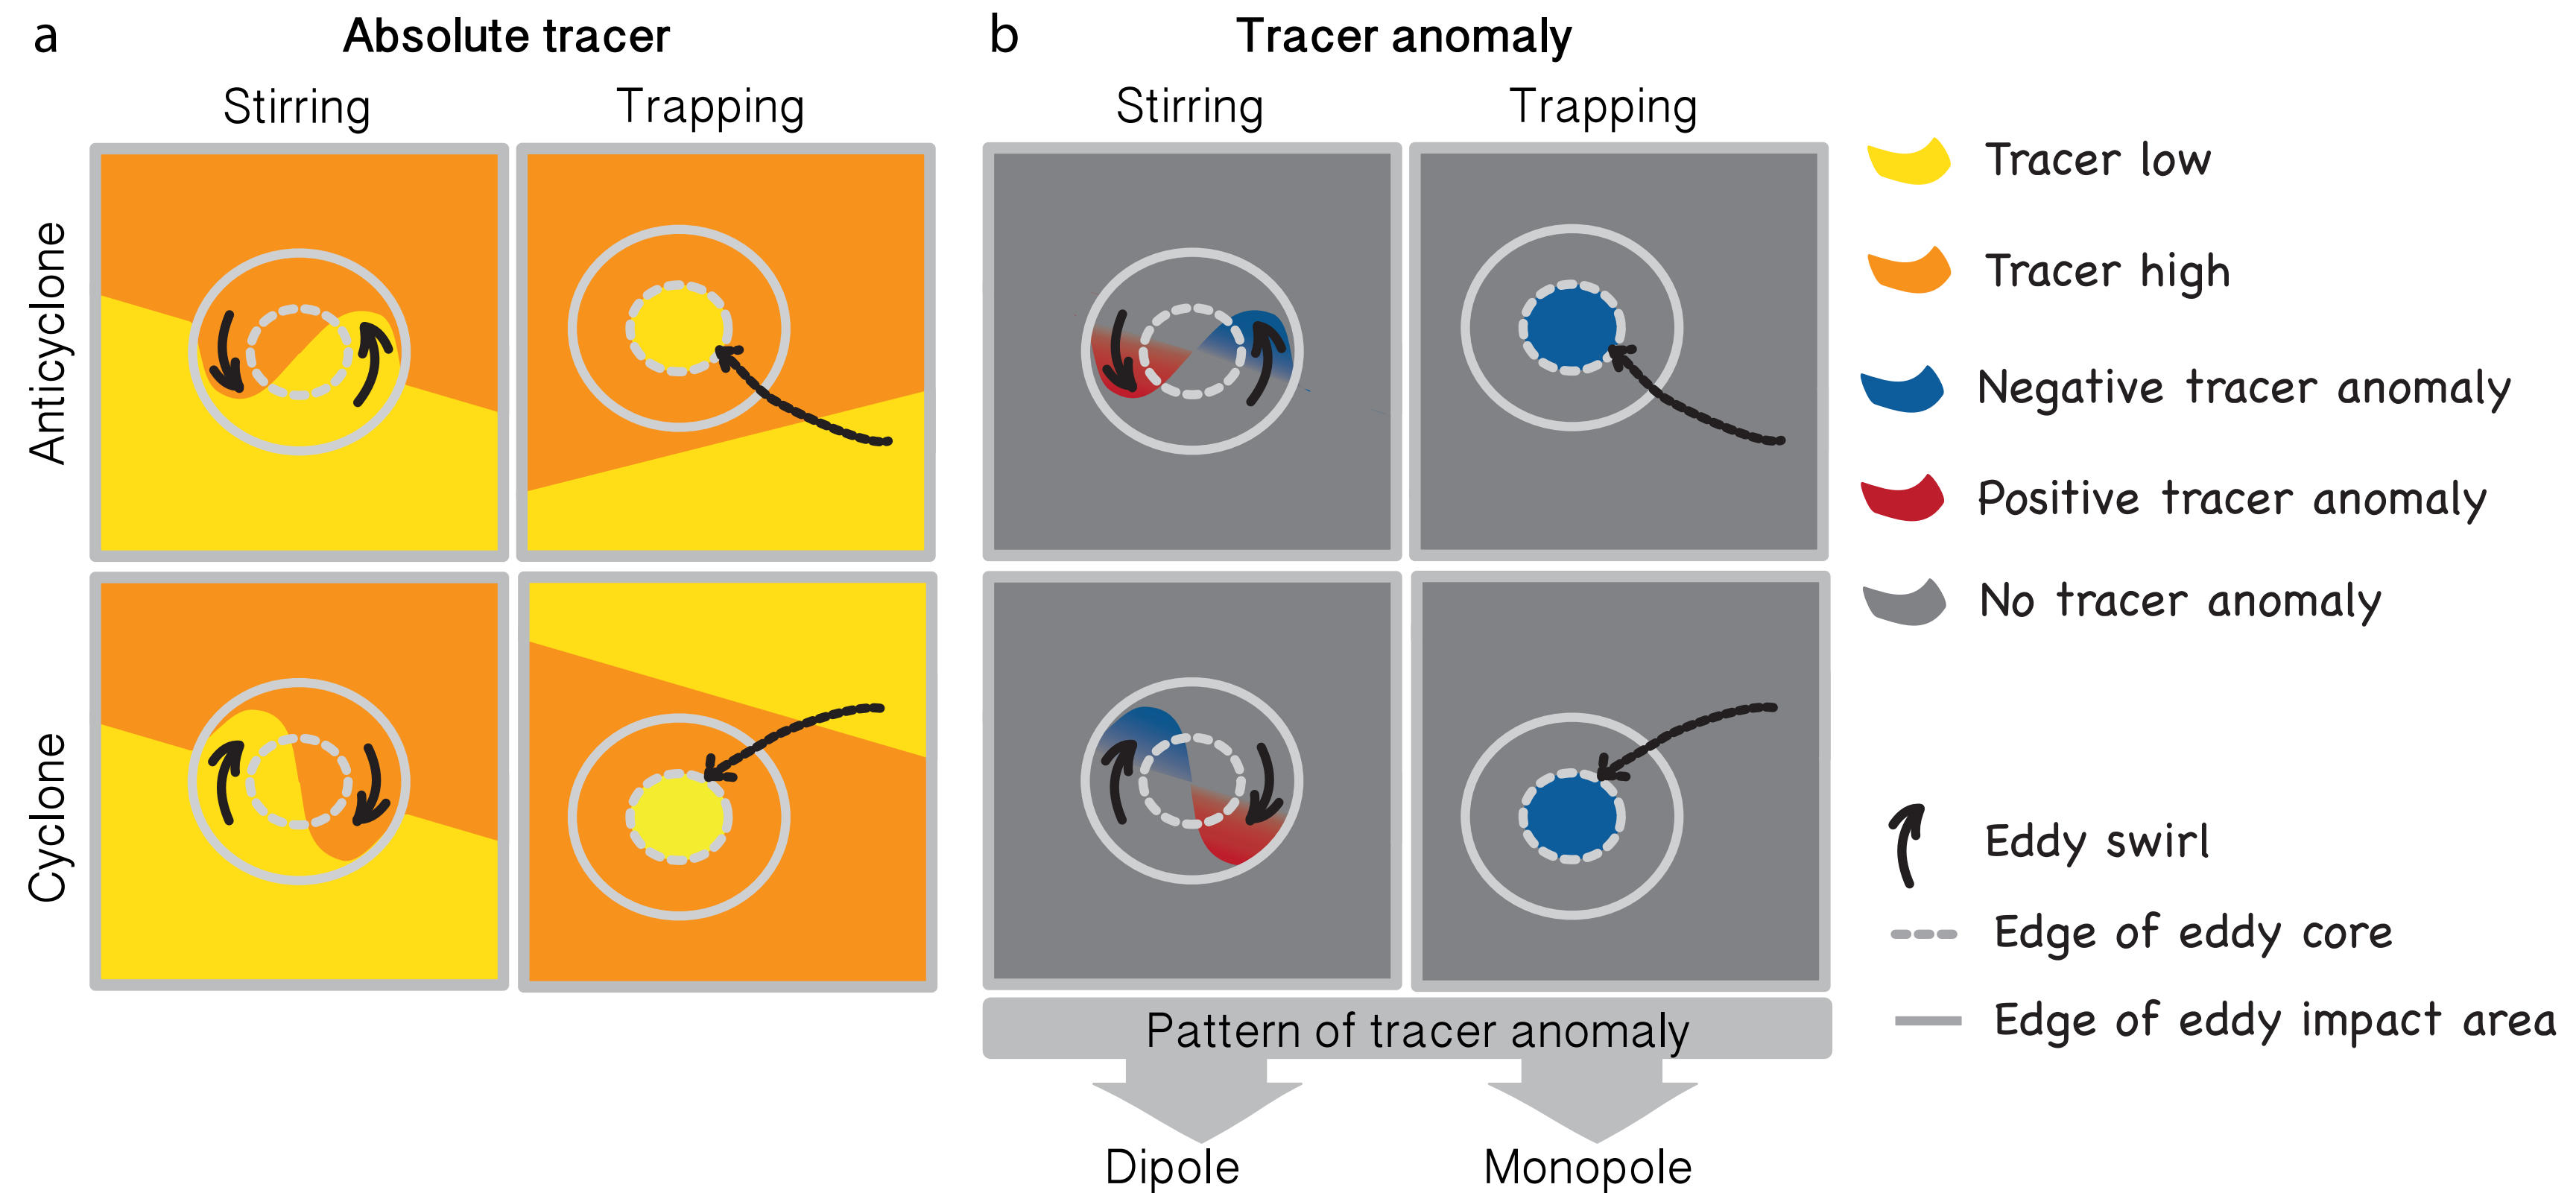 a
Absolute tracer
b
Tracer anomaly
Stirring
Trapping
Stirring
Trapping
Anticyclone
Cyclone
Tracer low
Tracer high
Negative tracer anomaly
Positive tracer anomaly
No tracer anomaly
Eddy swirl
Edge of eddy core
Edge of eddy impact area
Pattern of tracer anomaly
Dipole
Monopole